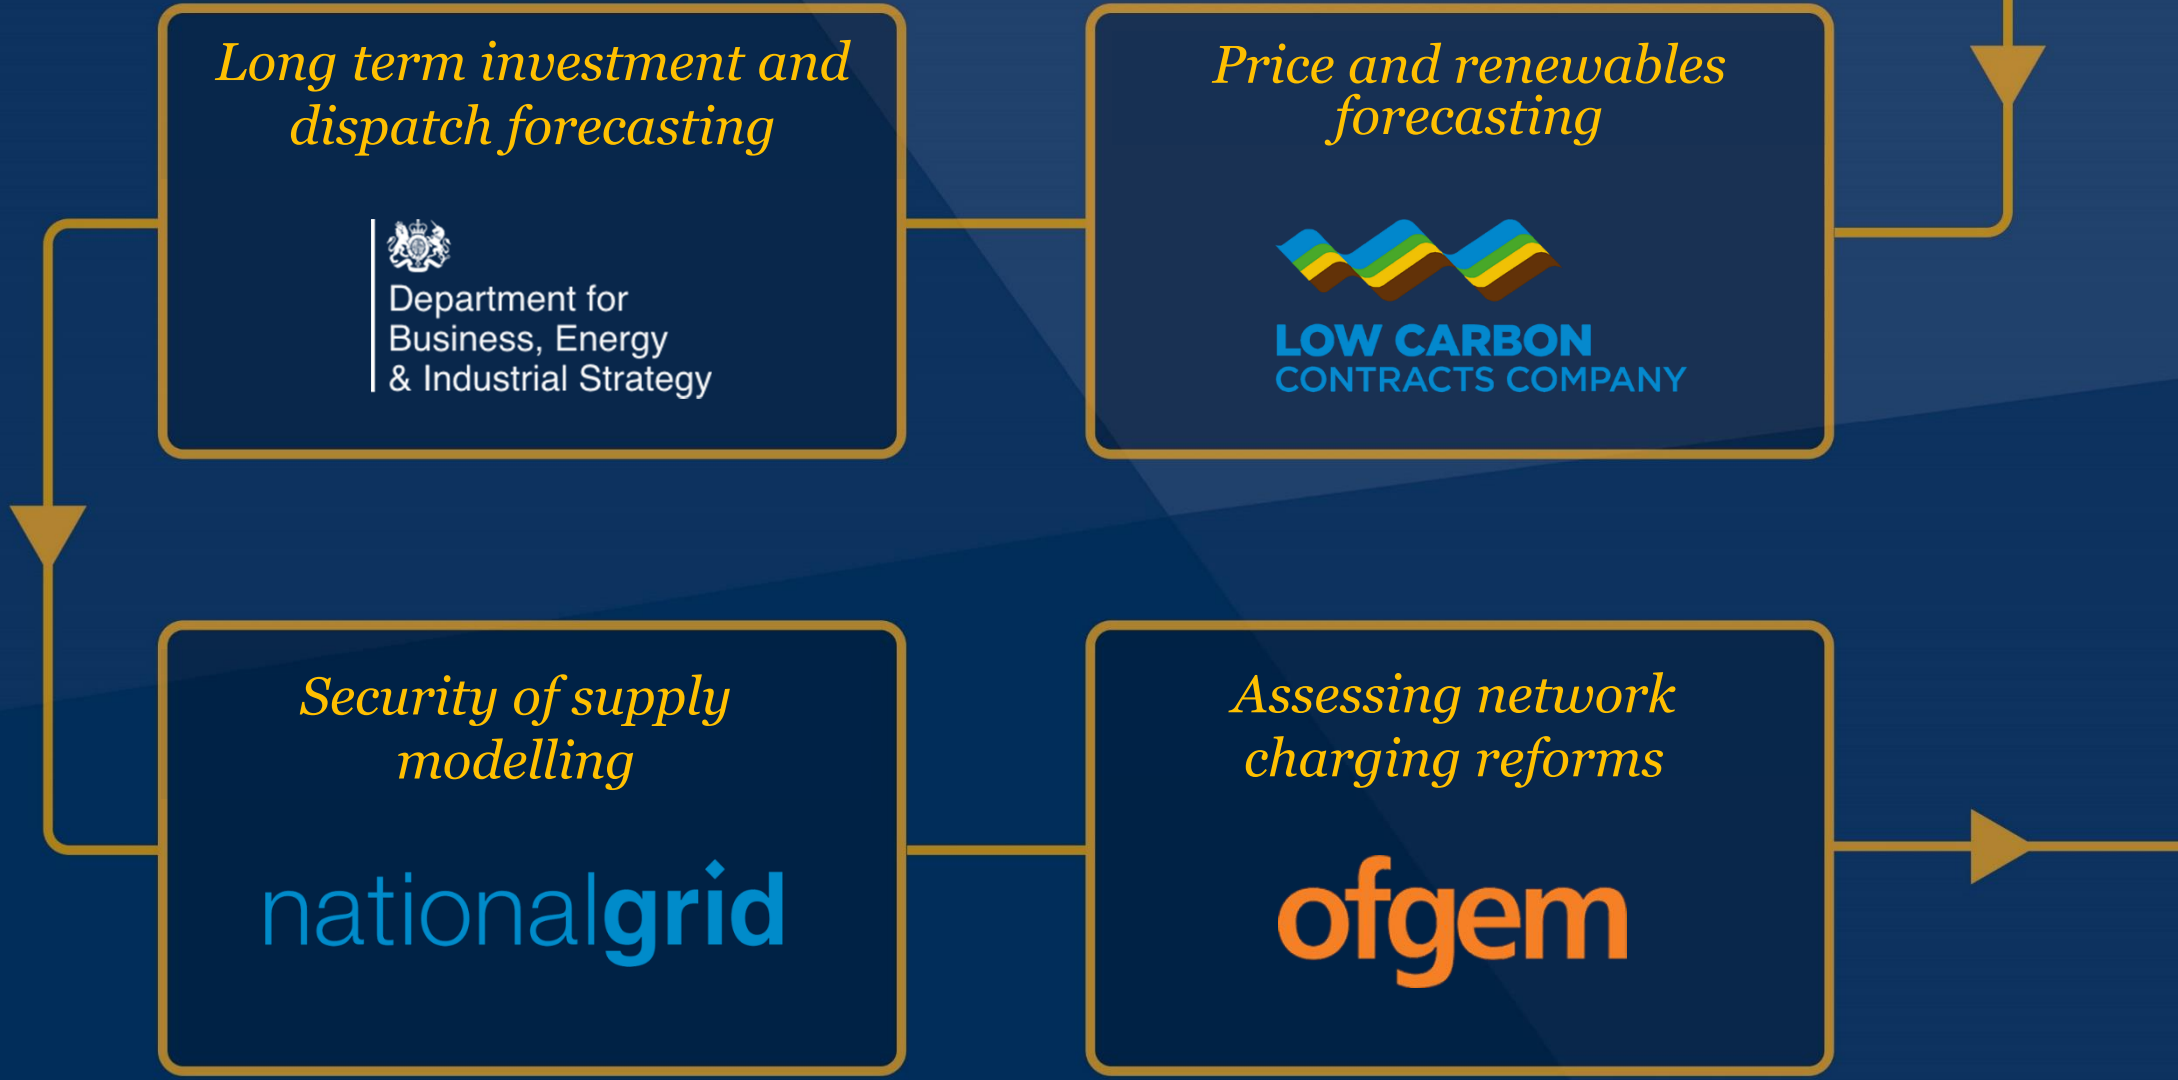 Long term investment and
dispatch forecasting
Department for
Business, Energy
& Industrial Strategy
Price and renewables
forecasting
LOW CARBON
CONTRACTS COMPANY
Security of supply
modelling
nationalgrid
Assessing network
charging reforms
ofgem